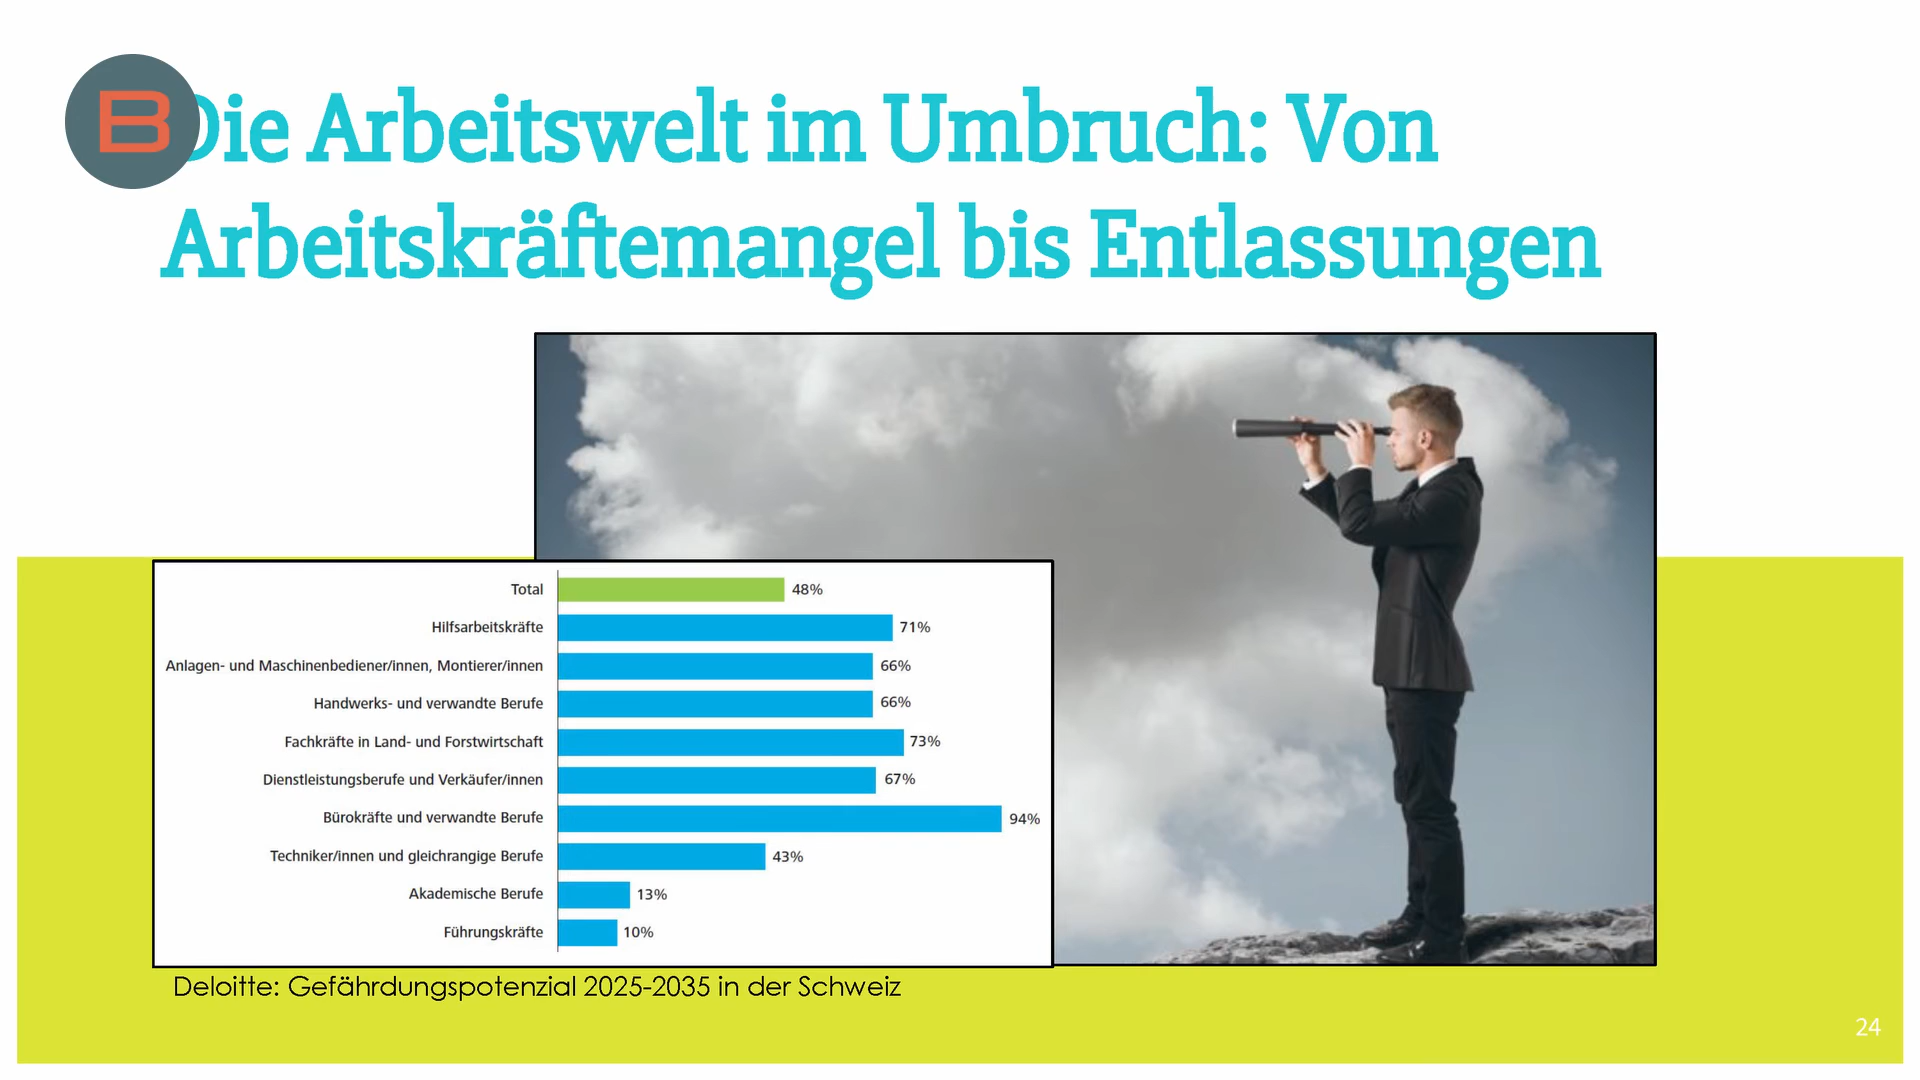 B
Die Arbeitswelt im Umbruch: Von
Arbeitskräftemangel bis Entlassungen
Total 48%
Hilfsarbeitskräfte 71%
Anlagen- und Maschinenbediener/innen, Montierer/innen 66%
Handwerks- und verwandte Berufe 66%
Fachkräfte in Land- und Forstwirtschaft 73%
Dienstleistungsberufe und Verkäufer/innen 67%
Bürokräfte und verwandte Berufe 94%
Techniker/innen und gleichrangige Berufe 43%
Akademische Berufe 13%
Führungskräfte 10%
Deloitte: Gefährdungspotenzial 2025-2035 in der Schweiz
24